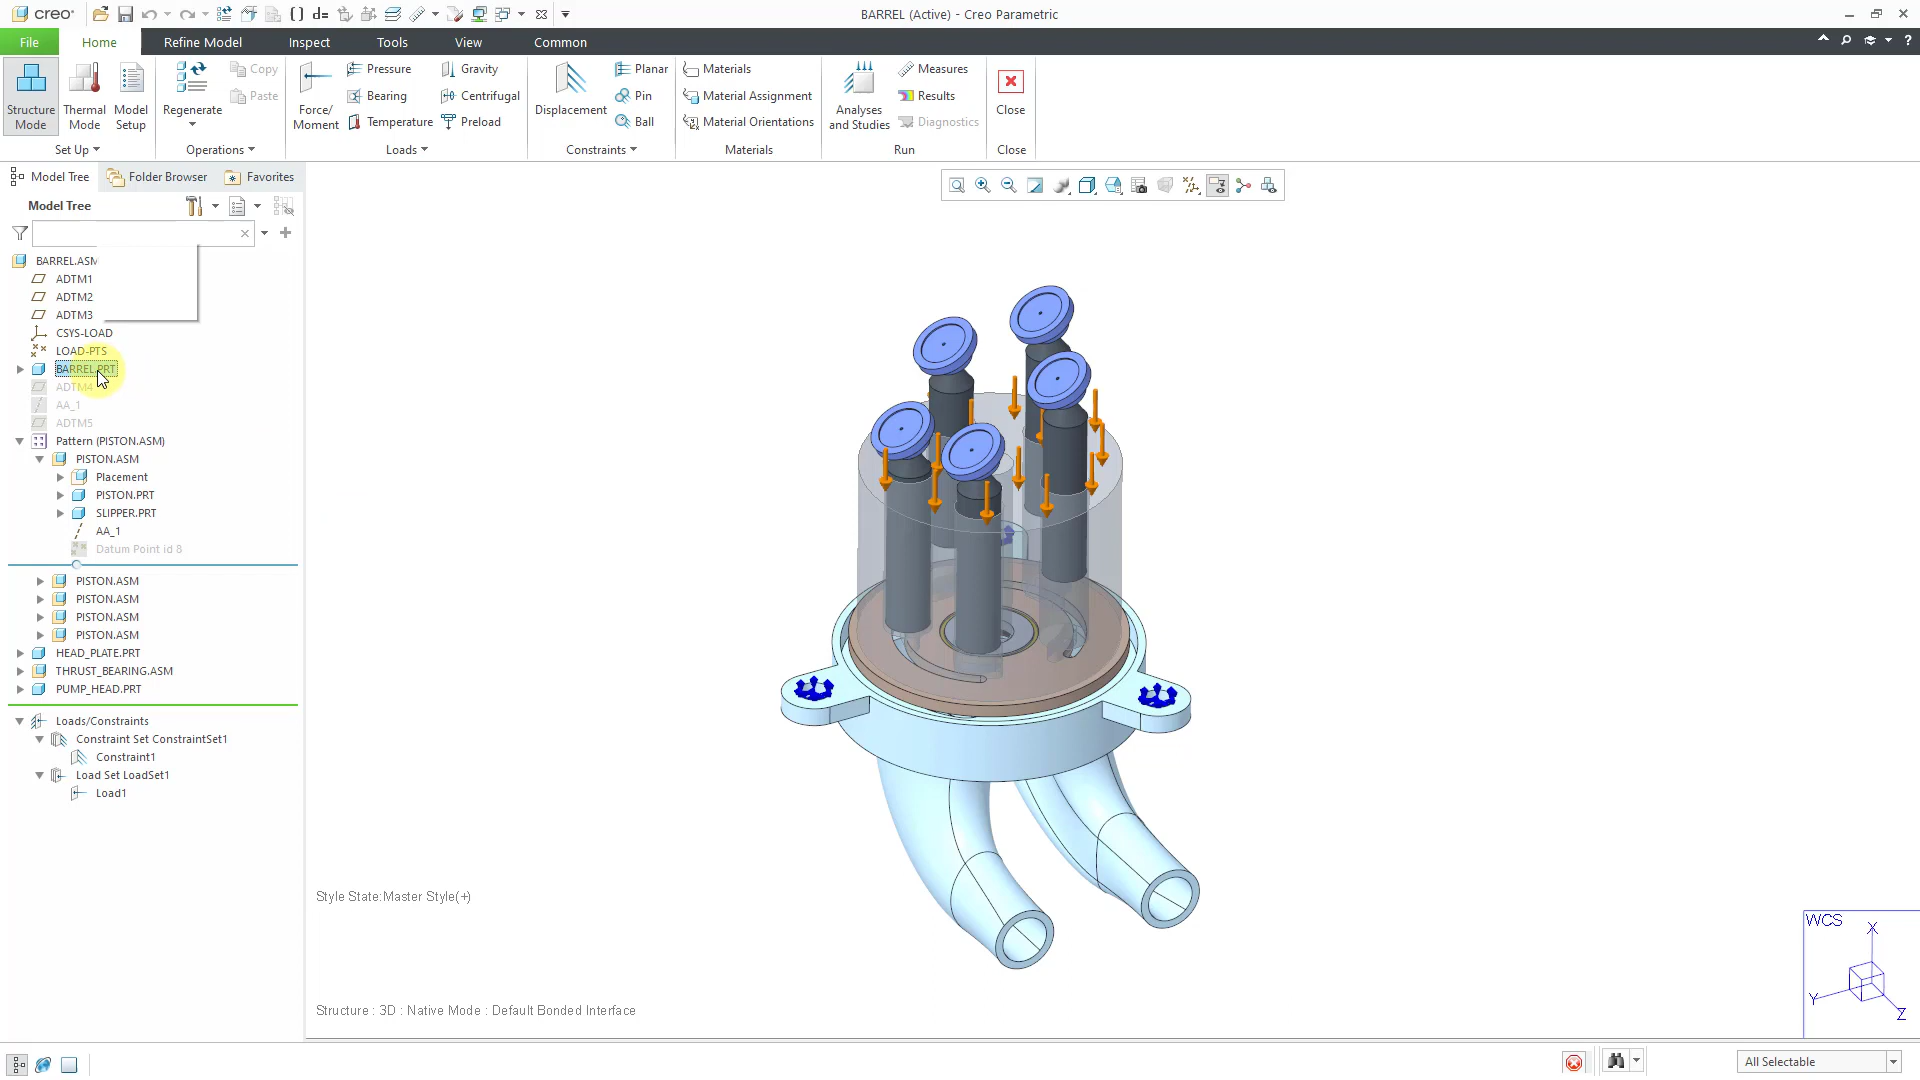 creo
BARREL (Active) - Creo Parametric
File
Home
Refine Model
Inspect
Tools
View
Common
Structure Mode
Thermal Mode
Model Setup
Set Up
Regenerate
Copy
Paste
Operations
Force/ Moment
Pressure
Bearing
Temperature
Gravity
Centrifugal
Preload
Loads
Displacement
Planar
Pin
Ball
Constraints
Materials
Material Assignment
Material Orientations
Materials
Analyses and Studies
Measures
Results
Diagnostics
Run
Close
Close
Model Tree
Folder Browser
Favorites
Model Tree
BARREL.ASM
ADTM1
ADTM2
ADTM3
CSYS-LOAD
LOAD-PTS
BARREL.PRT
ADTM4
AA_1
ADTM5
Pattern (PISTON.ASM)
PISTON.ASM
Placement
PISTON.PRT
SLIPPER.PRT
AA_1
Datum Point id 8
PISTON.ASM
PISTON.ASM
PISTON.ASM
PISTON.ASM
HEAD_PLATE.PRT
THRUST_BEARING.ASM
PUMP_HEAD.PRT
Loads/Constraints
Constraint Set ConstraintSet1
Constraint1
Load Set LoadSet1
Load1
Style State:Master Style(+)
Structure : 3D : Native Mode : Default Bonded Interface
WCS
X
Y
Z
All Selectable